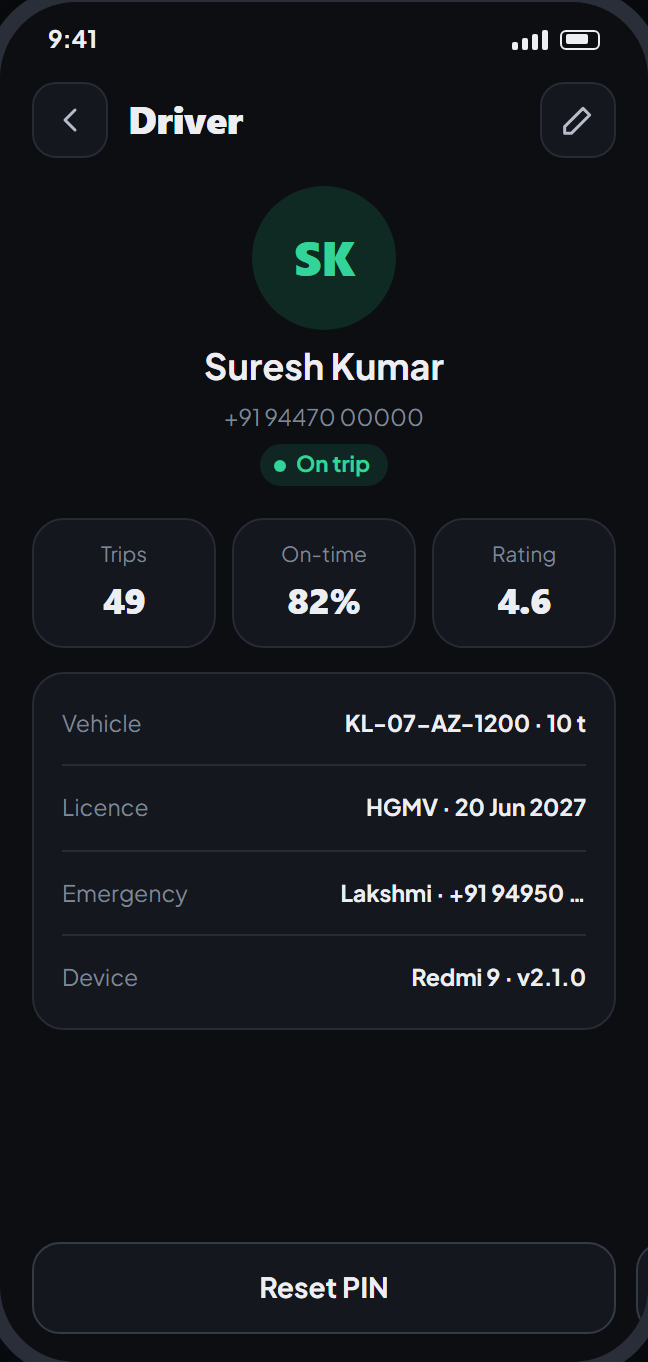 9:41
Driver
SK
Suresh Kumar
+91 94470 00000
On trip
Trips On-time Rating
49 82% 4.6
Vehicle KL-07-AZ-1200 · 10 t
Licence HGMV · 20 Jun 2027
Emergency Lakshmi · +91 94950 ...
Device Redmi 9 · v2.1.0
Reset PIN